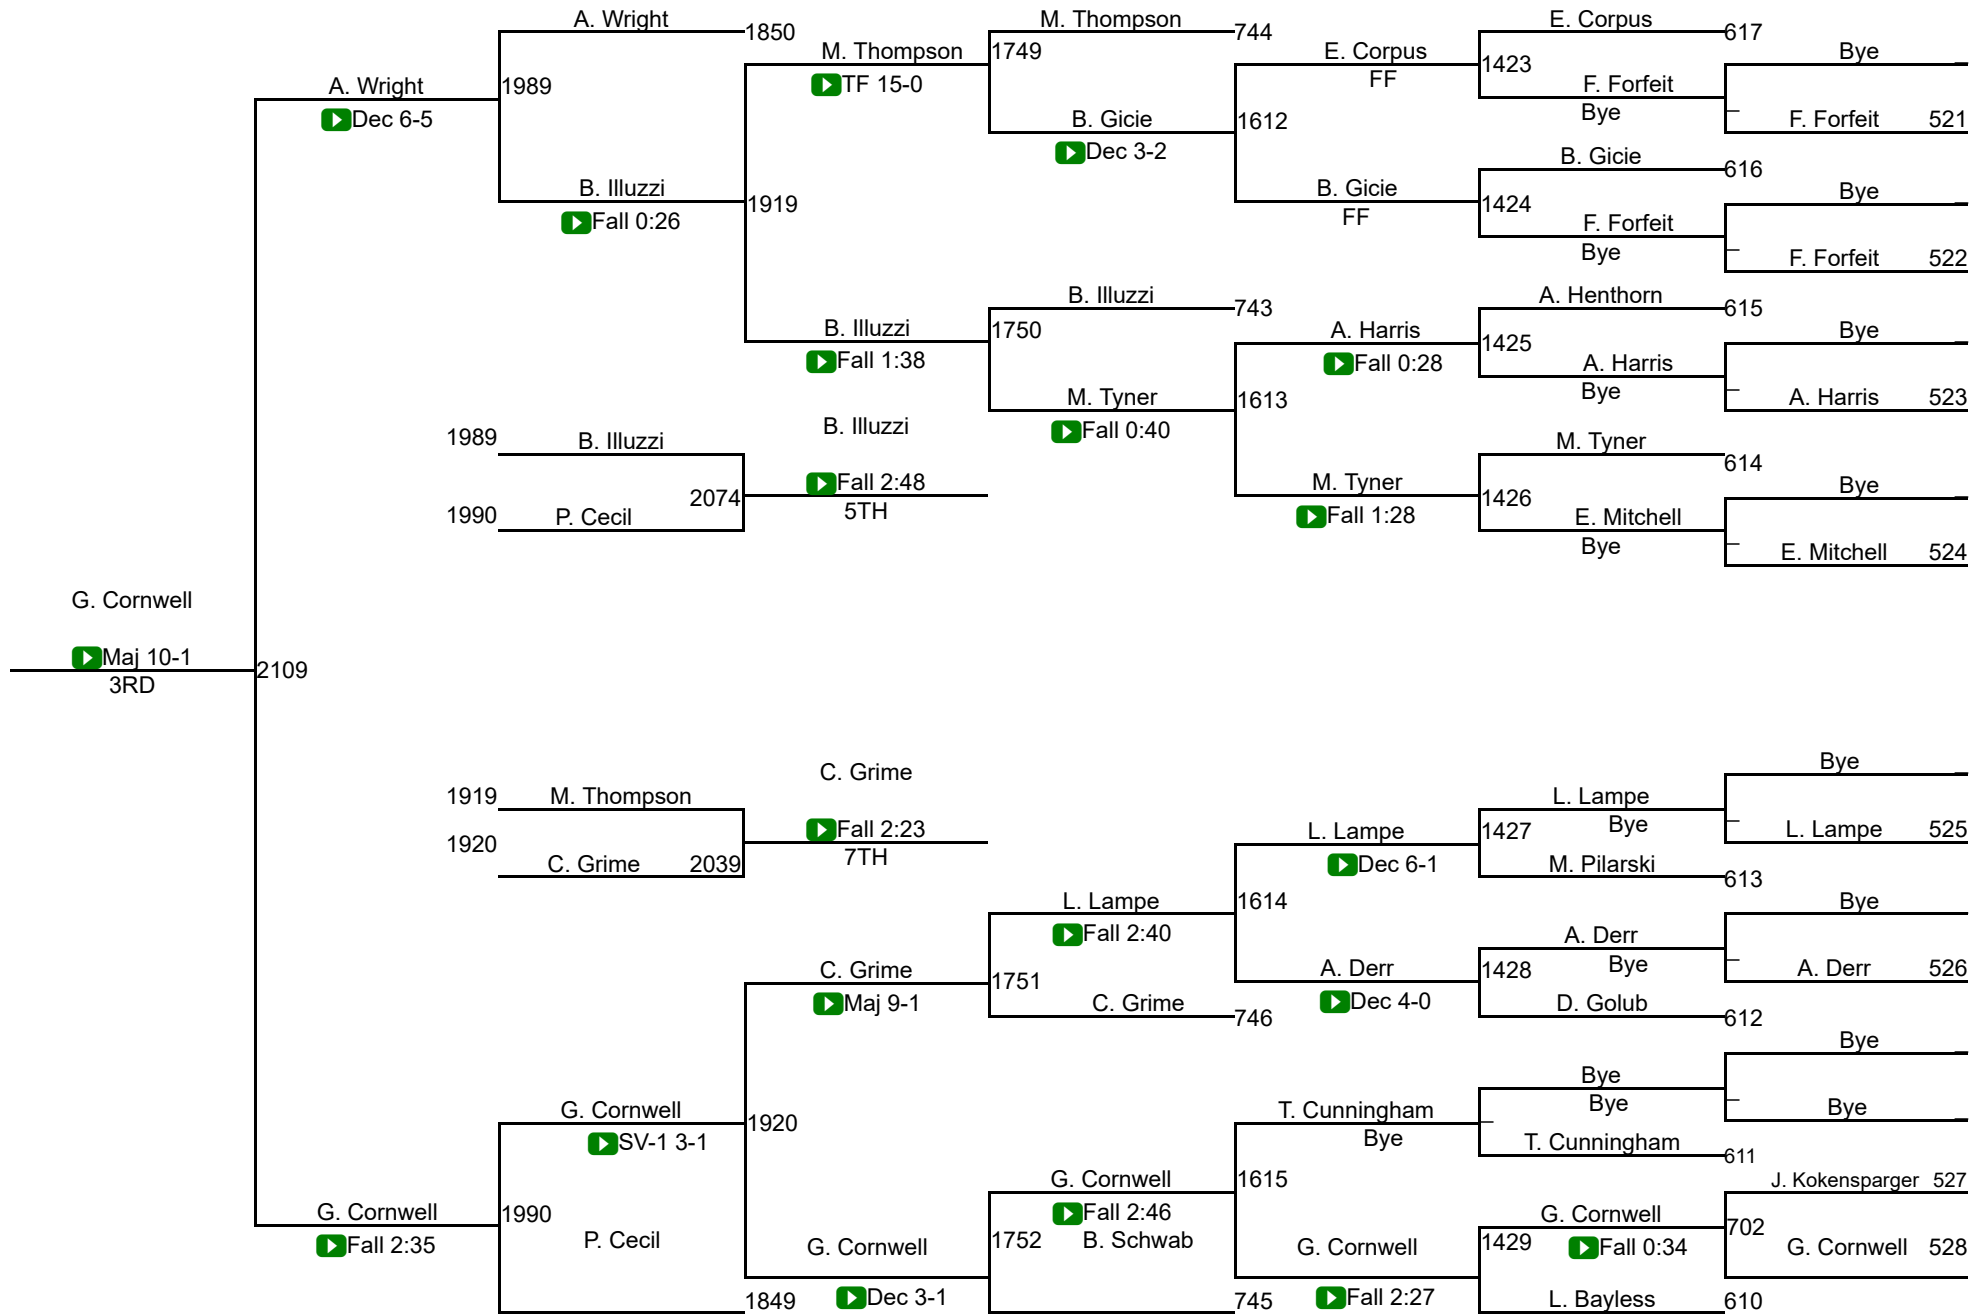 A. Wright
M. Thompson
E. Corpus
1850
744
617
M. Thompson
1749
E. Corpus
Bye
TF 15-0
FF
1423
F. Forfeit
A. Wright
1989
Bye
Dec 6-5
B. Gicie
1612
F. Forfeit 521
Dec 3-2
B. Gicie
616
B. Illuzzi
B. Gicie
Bye
Fall 0:26
1919
FF
1424
F. Forfeit
Bye
F. Forfeit 522
B. Illuzzi
A. Henthorn
743
615
B. Illuzzi
1750
A. Harris
Bye
Fall 1:38
Fall 0:28
1425
A. Harris
Bye
M. Tyner
1613
A. Harris 523
Fall 0:40
B. Illuzzi
1989
B. Illuzzi
M. Tyner
614
Fall 2:48
M. Tyner
Bye
2074
5TH
Fall 1:28
1426
E. Mitchell
1990
P. Cecil
Bye
E. Mitchell 524
G. Cornwell
Maj 10-1
3RD
2109
C. Grime
Bye
1919
M. Thompson
L. Lampe
Fall 2:23
L. Lampe
Bye
L. Lampe 525
1920
7TH
Dec 6-1
1427
C. Grime 2039
M. Pilarski
613
L. Lampe
1614
Bye
Fall 2:40
A. Derr
C. Grime
A. Derr
Bye
A. Derr 526
Maj 9-1
1751
Dec 4-0
1428
C. Grime
746
D. Golub
612
Bye
Bye
G. Cornwell
1920
T. Cunningham
Bye
Bye
SV-1 3-1
Bye
T. Cunningham
611
G. Cornwell
1615
J. Kokensparger 527
G. Cornwell
1990
Fall 2:46
G. Cornwell
702
Fall 2:35
P. Cecil
G. Cornwell
1752
B. Schwab
G. Cornwell
1429
Fall 0:34
G. Cornwell 528
1849
Dec 3-1
745
Fall 2:27
L. Bayless
610